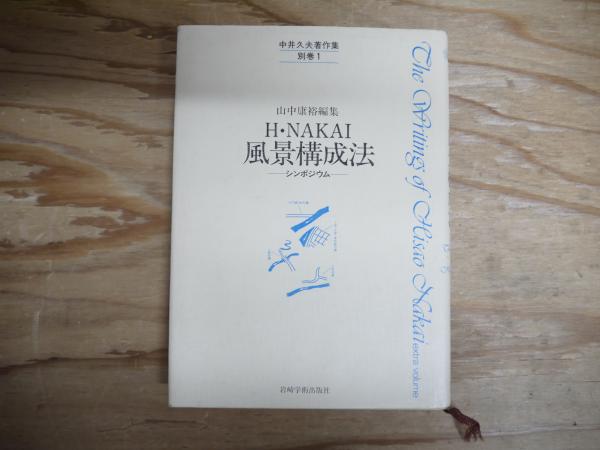 中井久夫著作集
別巻1
山中康裕編集
H・NAKAI
風景構成法
シンポジウム
岩崎学術出版社
The Writings of Hisao Nakai extra volume